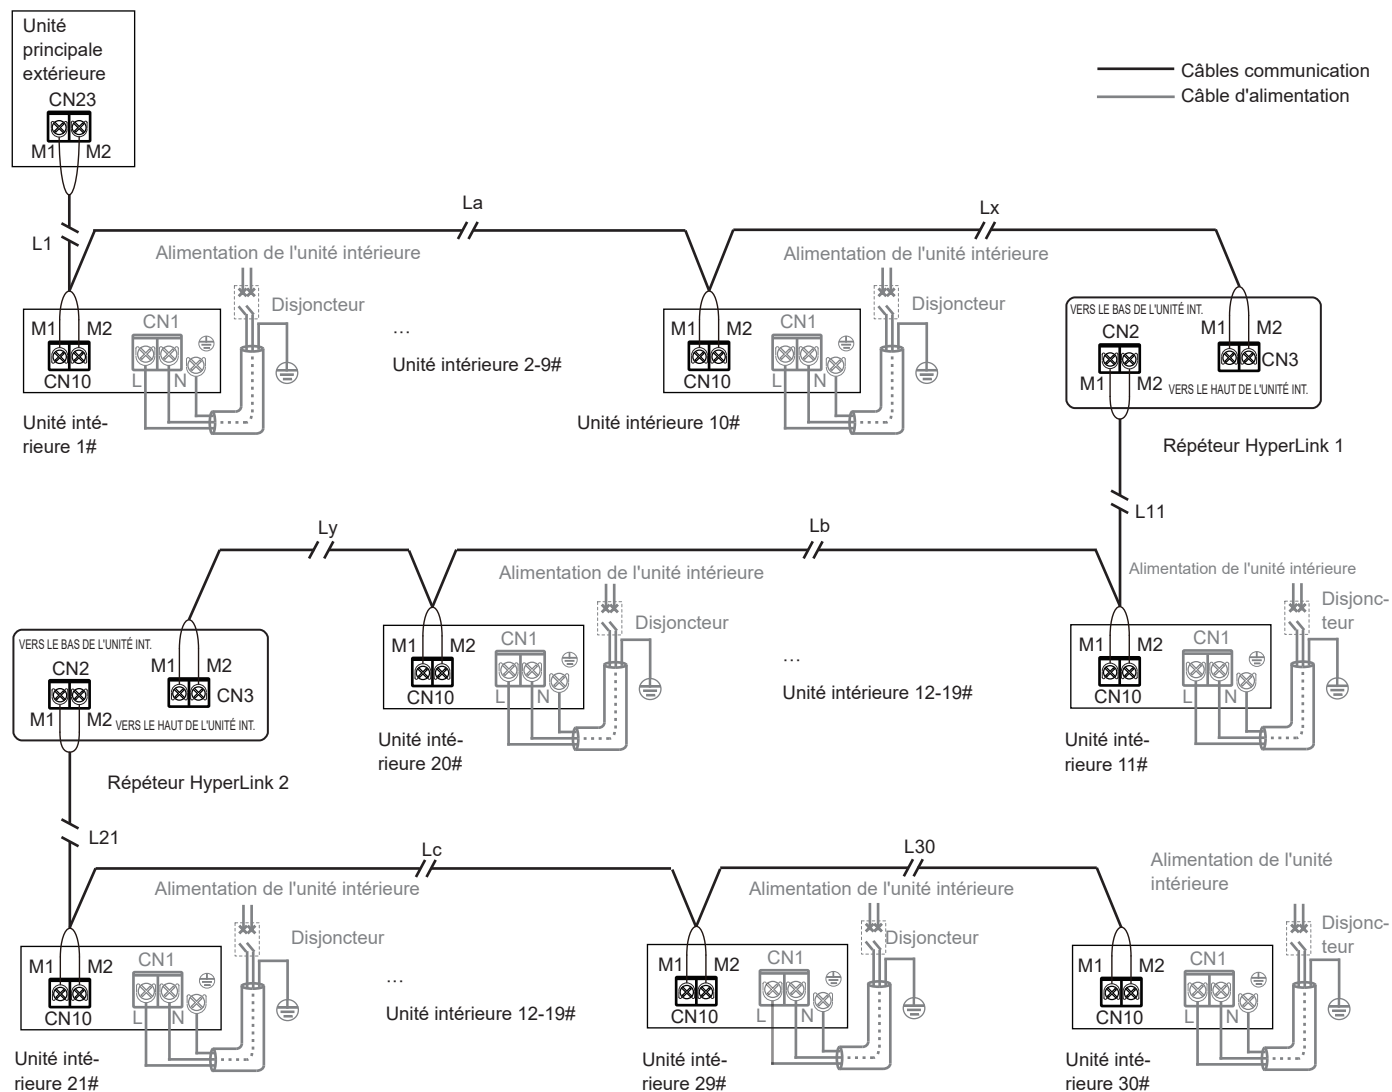 Unité
principale
extérieure
CN23
M1 M2
Câbles communication
Câble d'alimentation
L1
La
Lx
Alimentation de l'unité intérieure
Disjoncteur
M1 M2 CN1
CN10 L N
Unité inté-
rieure 1#
...
Unité intérieure 2-9#
Alimentation de l'unité intérieure
Disjoncteur
M1 M2 CN1
CN10 L N
Unité intérieure 10#
VERS LE BAS DE L'UNITÉ INT.
CN2
M1 M2
M1 M2
CN3
VERS LE HAUT DE L'UNITÉ INT.
Répéteur HyperLink 1
L11
Ly
Lb
VERS LE BAS DE L'UNITÉ INT.
CN2
M1 M2
M1 M2
CN3
VERS LE HAUT DE L'UNITÉ INT.
Répéteur HyperLink 2
Alimentation de l'unité intérieure
Disjoncteur
M1 M2 CN1
CN10 L N
Unité inté-
rieure 20#
...
Unité intérieure 12-19#
Alimentation de l'unité intérieure
Disjonc-
teur
M1 M2 CN1
CN10 L N
Unité inté-
rieure 11#
L21
Lc
L30
Alimentation de l'unité intérieure
Disjoncteur
M1 M2 CN1
CN10 L N
Unité inté-
rieure 21#
...
Unité intérieure 12-19#
Alimentation de l'unité intérieure
Disjoncteur
M1 M2 CN1
CN10 L N
Unité inté-
rieure 29#
Alimentation de l'unité
intérieure
Disjonc-
teur
M1 M2 CN1
CN10 L N
Unité inté-
rieure 30#